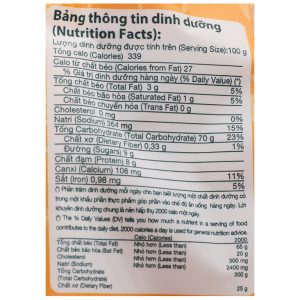 Bảng thông tin dinh dưỡng
(Nutrition Facts):
Lượng dinh dưỡng được tính trên (Serving Size):100 g
Tổng calo (Calories) 339
Calo từ chất béo (Calories from Fat) 27
% Giá trị dinh dưỡng hàng ngày (% Daily Value) (*)
Tổng chất béo (Total Fat) 3 g 5%
Chất béo bão hòa (Saturated Fat) 1 g 5%
Chất béo chuyển hóa (Trans Fat) 0 g
Cholesterol 0 mg 0%
Natri (Sodium) 364 mg 15%
Tổng Carbohydrate (Total Carbohydrate) 70 g 23%
Chất xơ (Dietary Fiber) 0,33 g 1%
Đường (Sugars) 9 g
Chất đạm (Protein) 8 g
Canxi (Calcium) 108 mg 11%
Sắt (Iron) 0,98 mg 5%
(*) Phần trăm dinh dưỡng mỗi ngày cho bạn biết lượng một chất dinh dưỡng có
trong một khẩu phần thực phẩm góp phần vào chế độ ăn uống hàng ngày. Lời
khuyên dinh dưỡng chung là nên hấp thụ 2000 calo một ngày.
(*) The % Daily Value (DV) tells you how much a nutrient in a serving of food
contributes to the daily diet. 2000 calories a day is used for general nutrition advice.
Calo (Calories) 2000
Tổng chất béo (Total Fat) Nhỏ hơn (Less than) 65 g
Chất béo bão hòa (Sat Fat) Nhỏ hơn (Less than) 20 g
Cholesterol Nhỏ hơn (Less than) 300 mg
Natri (Sodium) Nhỏ hơn (Less than) 2400 mg
Tổng Carbohydrate 300 g
(Total Carbohydrate)
Chất xơ (Dietary Fiber) 25 g